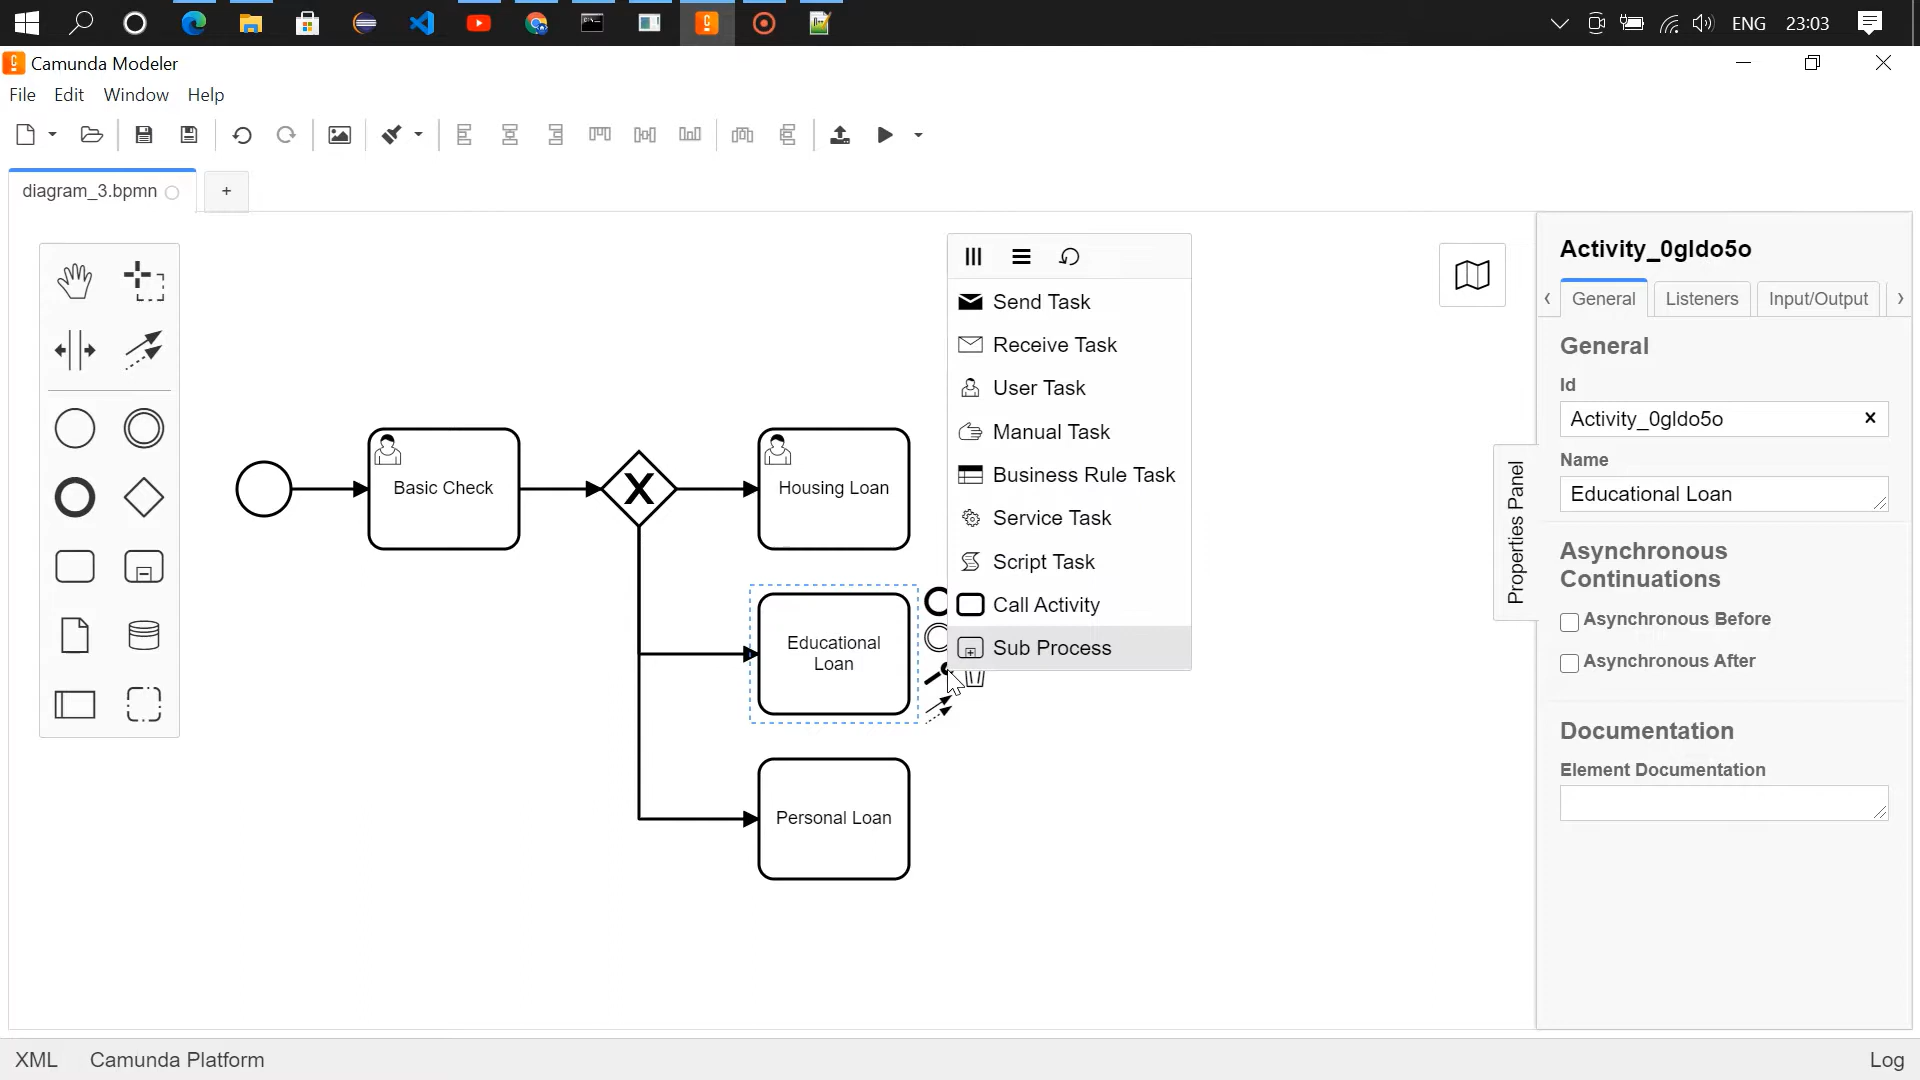 ENG
23:03
Camunda Modeler
File Edit Window Help
diagram_3.bpmn
+
Send Task
Receive Task
User Task
Manual Task
Business Rule Task
Service Task
Script Task
Call Activity
Sub Process
Basic Check
X
Housing Loan
Educational
Loan
Personal Loan
Properties Panel
Activity_0gldo5o
General Listeners Input/Output
General
Id
Activity_0gldo5o
Name
Educational Loan
Asynchronous
Continuations
Asynchronous Before
Asynchronous After
Documentation
Element Documentation
XML Camunda Platform Log